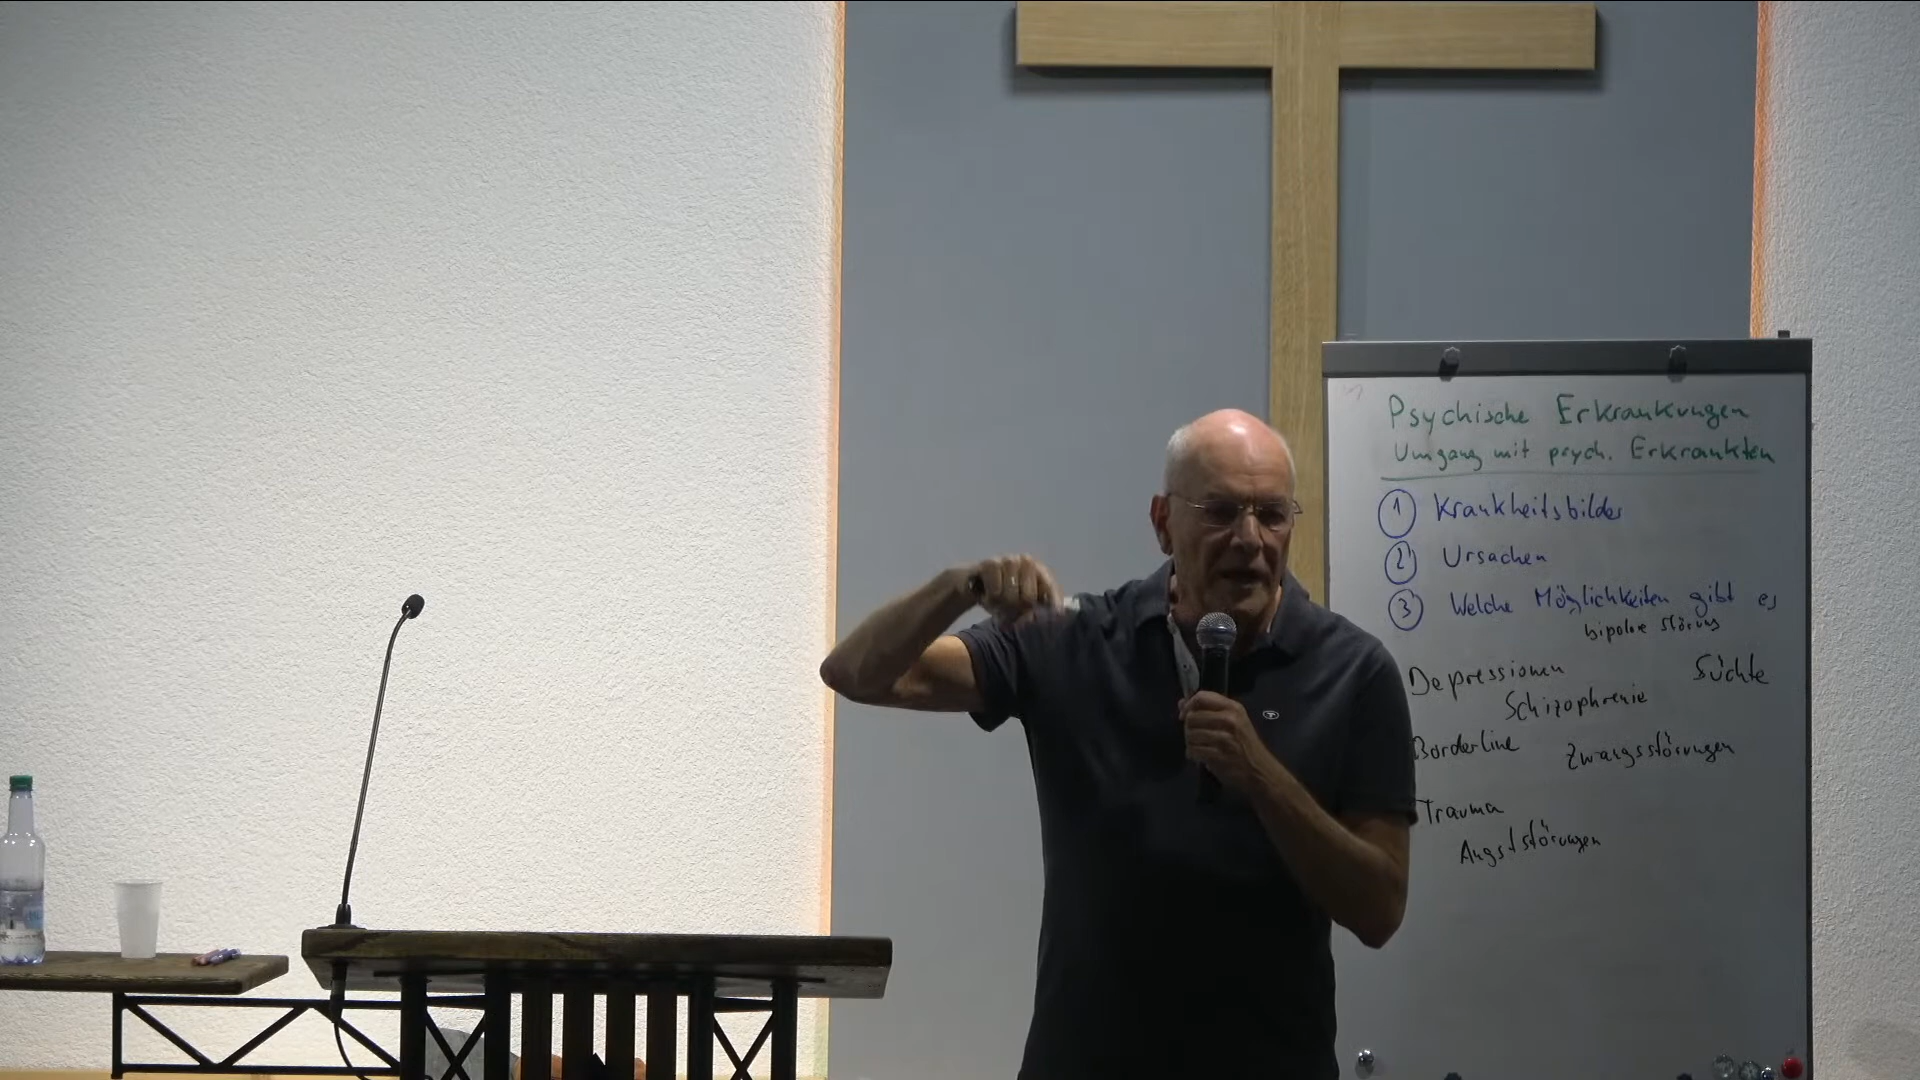 Psychische Erkrankungen
Umgang mit psych. Erkrankten
1 Krankheitsbilder
2 Ursachen
3 Welche Möglichkeiten gibt es
bipolare Störung
Depressionen Süchte
Schizophrenie
Borderline Zwangsstörungen
Trauma
Angststörungen